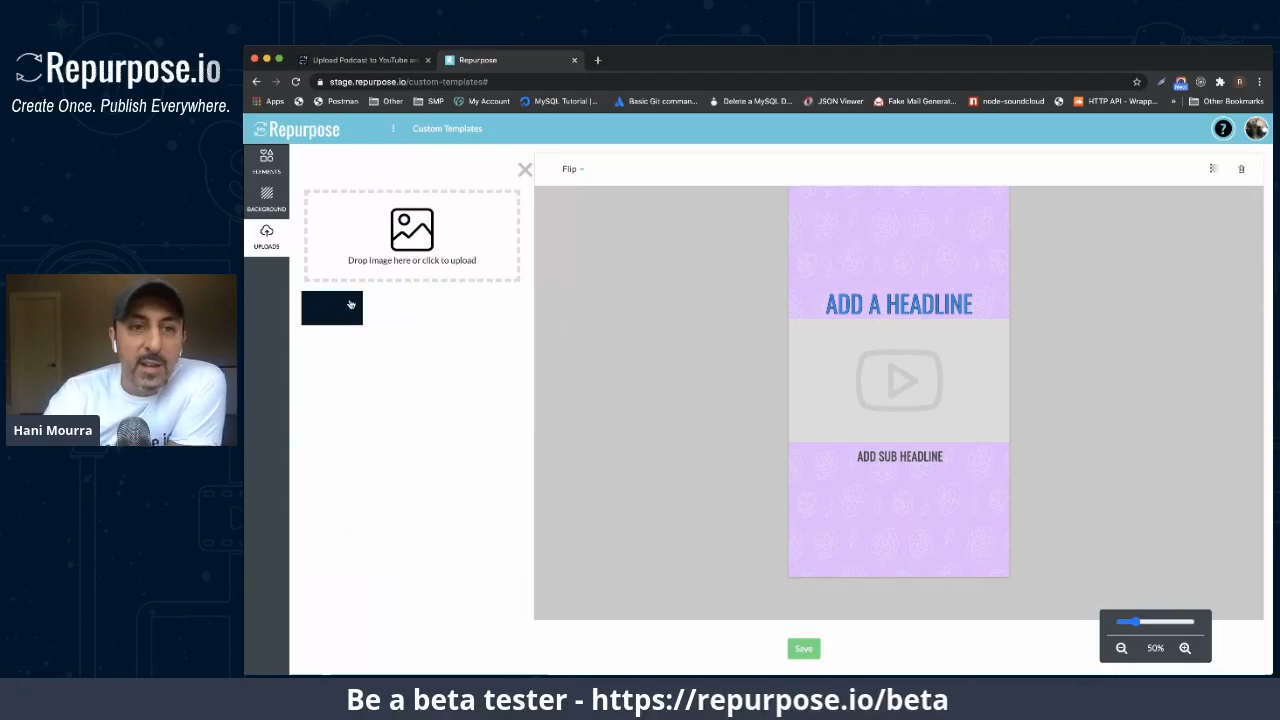 Repurpose.io
Create Once. Publish Everywhere.
Upload Podcast to YouTube an
Repurpose
stage.repurpose.io/custom-templates#
New
Apps
Postman
Other
SMP
My Account
MySQL Tutorial |...
Basic Git comman...
Delete a MySQL D...
JSON Viewer
Fake Mail Generat...
node-soundcloud
HTTP API - Wrapp...
»
Other Bookmarks
Repurpose
Custom Templates
?
ELEMENTS
BACKGROUND
UPLOADS
Drop Image here or click to upload
Flip
ADD A HEADLINE
ADD SUB HEADLINE
Hani Mourra
Save
50%
Be a beta tester - https://repurpose.io/beta